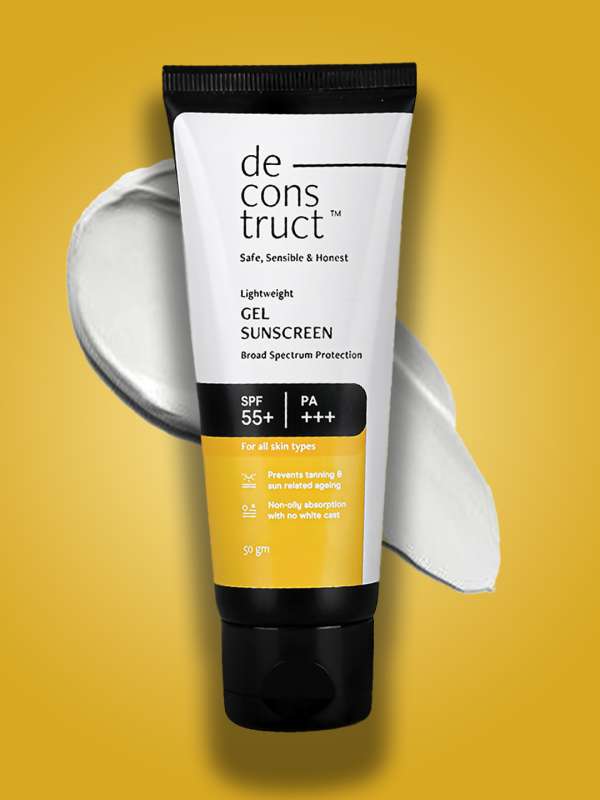 de
cons
truct™
Safe, Sensible & Honest
Lightweight
GEL
SUNSCREEN
Broad Spectrum Protection
SPF | PA
55+ | +++
For all skin types
Prevents tanning &
sun related ageing
Non-oily absorption
with no white cast
50 gm